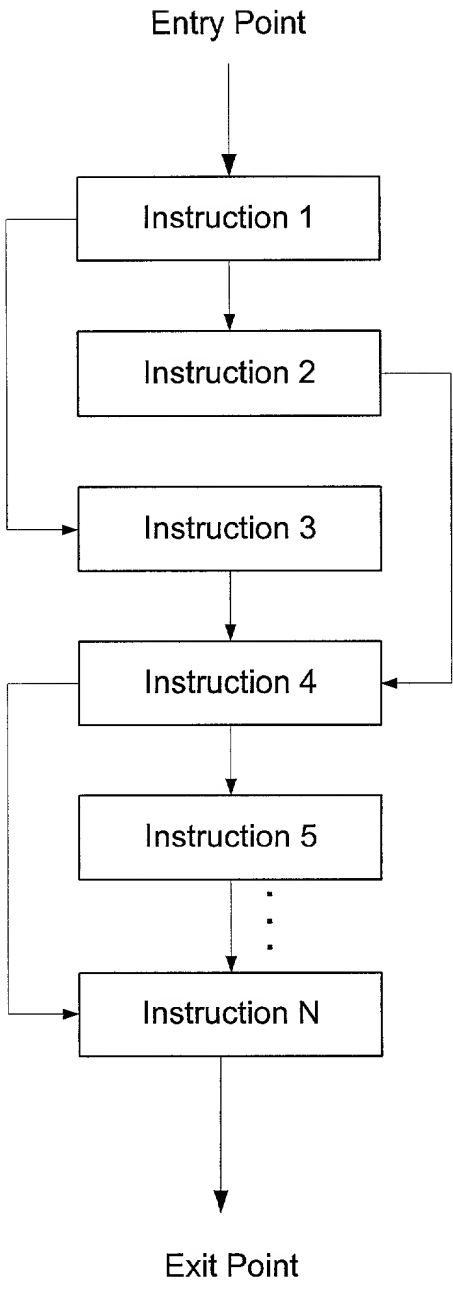 Entry Point
Instruction 1
Instruction 2
Instruction 3
Instruction 4
Instruction 5
Instruction N
Exit Point